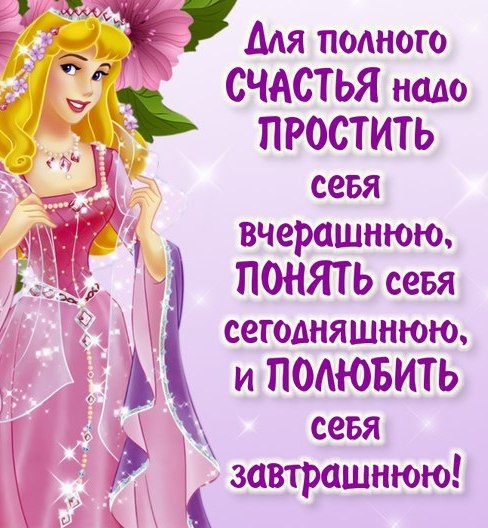 Для полного
СЧАСТЬЯ надо
ПРОСТИТЬ
себя
вчерашнюю,
ПОНЯТЬ себя
сегодняшнюю,
и ПОЛЮБИТЬ
себя
завтрашнюю!